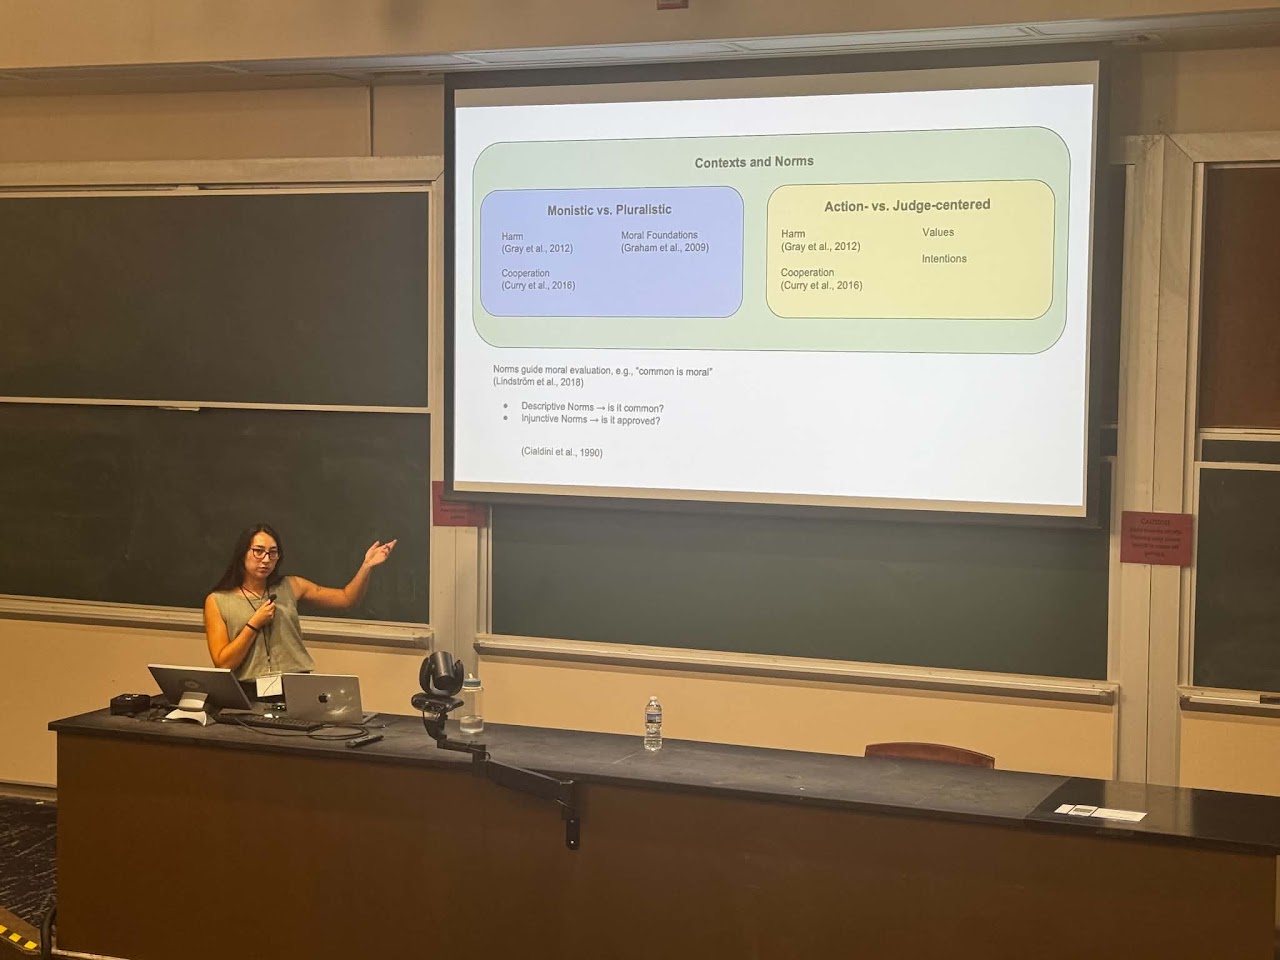 Contexts and Norms
Monistic vs. Pluralistic
Harm
(Gray et al., 2012)
Cooperation
(Curry et al., 2016)
Moral Foundations
(Graham et al., 2009)
Action- vs. Judge-centered
Harm
(Gray et al., 2012)
Cooperation
(Curry et al., 2016)
Values
Intentions
Norms guide moral evaluation, e.g., “common is moral”
(Lindström et al., 2018)
● Descriptive Norms → is it common?
● Injunctive Norms → is it approved?
(Cialdini et al., 1990)
CAUTION!